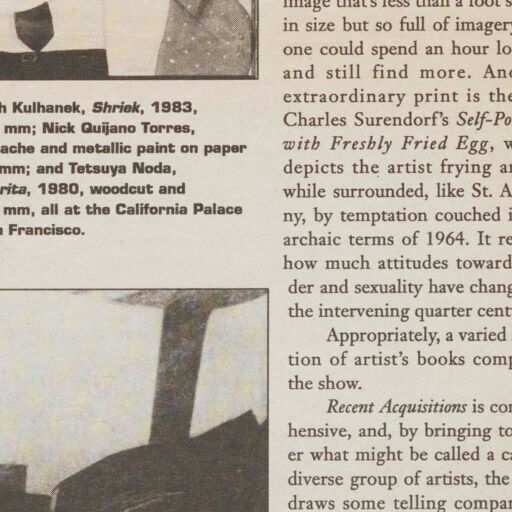 h Kulhanek, Shriek, 1983,
mm; Nick Quijano Torres,
ache and metallic paint on paper
mm; and Tetsuya Noda,
rita, 1980, woodcut and
mm, all at the California Palace
Francisco.
image that's less than a foot's
in size but so full of imager
one could spend an hour lo
and still find more. An
extraordinary print is the
Charles Surendorf's Self-Po
with Freshly Fried Egg, w
depicts the artist frying an
while surrounded, like St. A
ny, by temptation couched i
archaic terms of 1964. It re
how much attitudes toward
der and sexuality have chang
the intervening quarter cent
Appropriately, a varied
tion of artist's books comp
the show.
Recent Acquisitions is con
hensive, and, by bringing to
er what might be called a ca
diverse group of artists, the
draws some telling compar